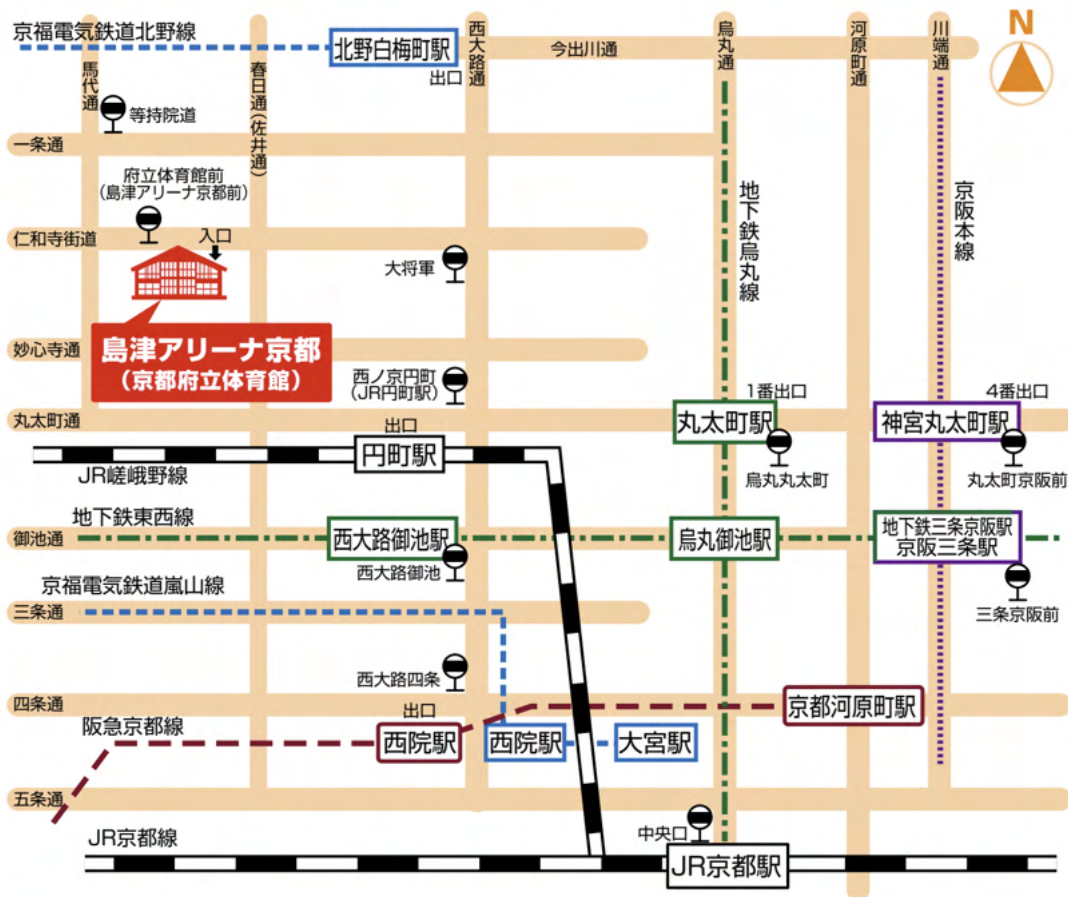 京福電気鉄道北野線
北野白梅町駅
出口
西大路通
今出川通
烏丸通
河原町通
川端通
N
馬代通
春日通(佐井通)
等持院道
一条通
府立体育館前
(島津アリーナ京都前)
仁和寺街道
入口
大将軍
地下鉄烏丸線
京阪本線
島津アリーナ京都
(京都府立体育館)
妙心寺通
西ノ京円町
(JR円町駅)
丸太町通
出口
円町駅
1番出口
丸太町駅
烏丸丸太町
4番出口
神宮丸太町駅
丸太町京阪前
JR嵯峨野線
地下鉄東西線
御池通
西大路御池駅
西大路御池
烏丸御池駅
地下鉄三条京阪駅
京阪三条駅
三条京阪前
京福電気鉄道嵐山線
三条通
西大路四条
四条通
出口
阪急京都線
西院駅
西院駅
大宮駅
京都河原町駅
五条通
JR京都線
中央口
JR京都駅